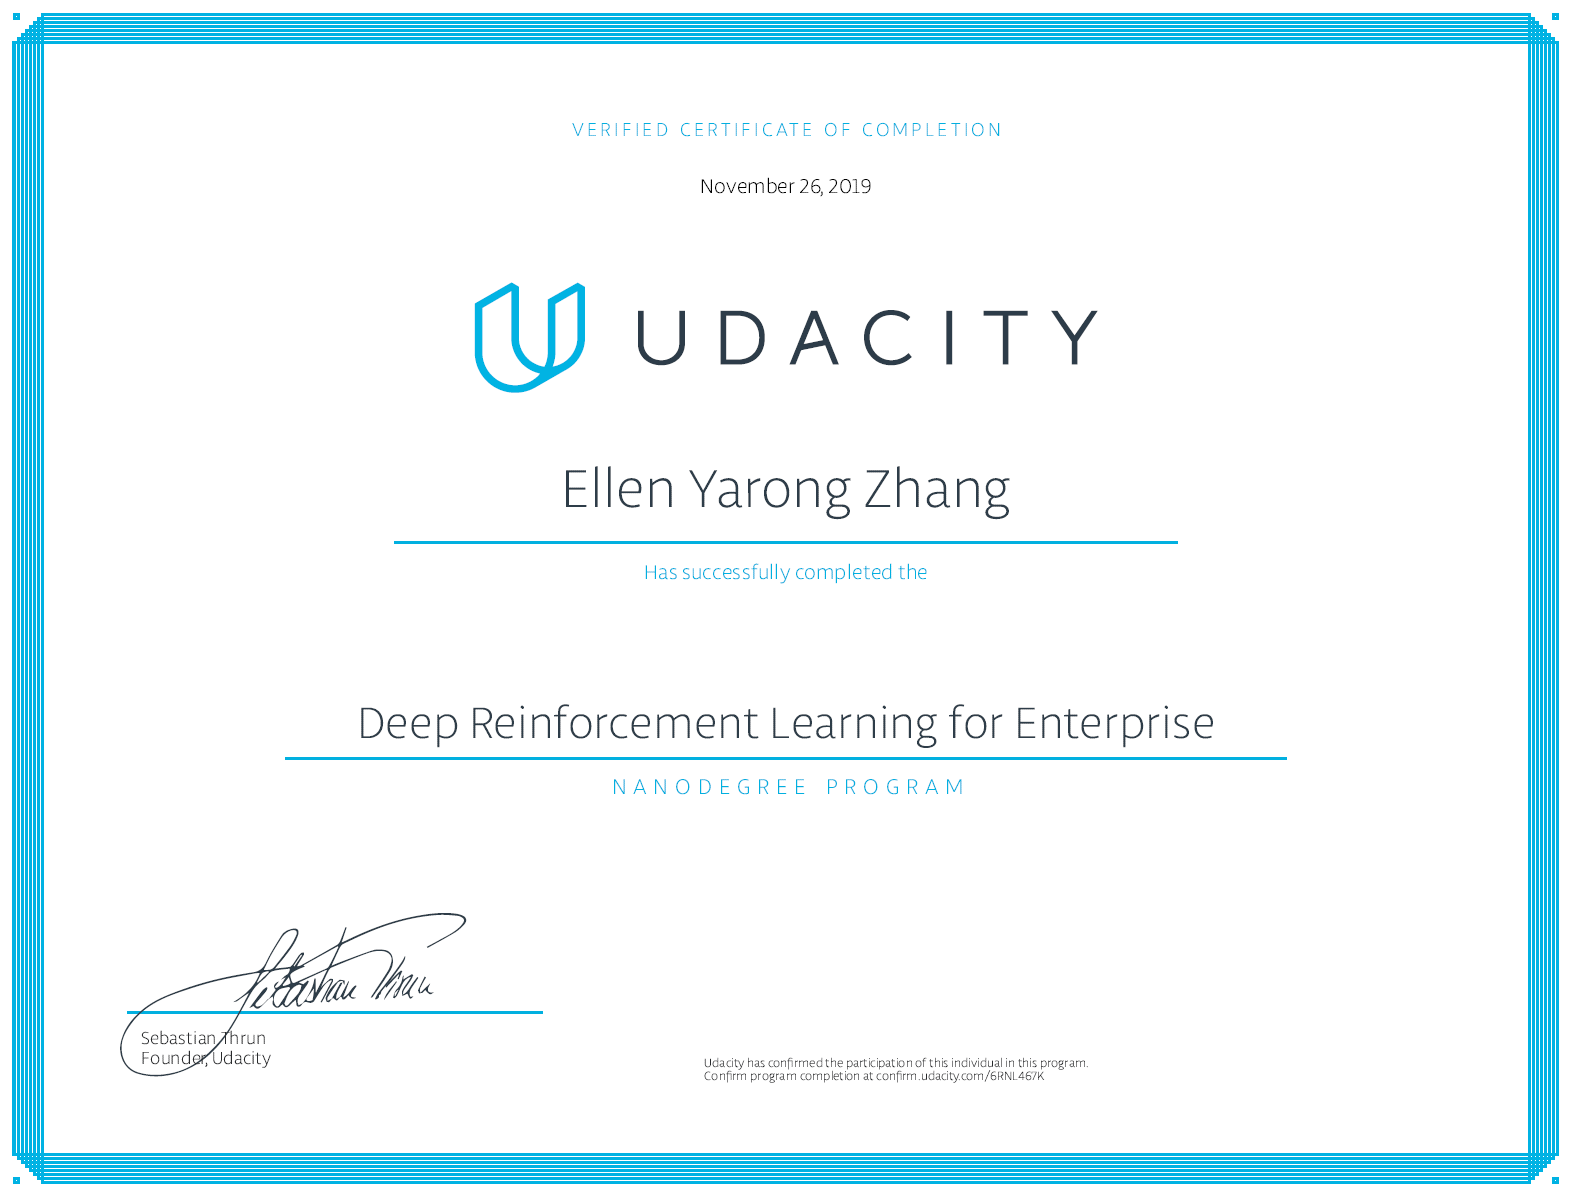 VERIFIED CERTIFICATE OF COMPLETION
November 26, 2019
UDACITY
Ellen Yarong Zhang
Has successfully completed the
Deep Reinforcement Learning for Enterprise
NANODEGREE PROGRAM
Sebastian Thrun
Sebastian Thrun
Founder, Udacity
Udacity has confirmed the participation of this individual in this program.
Confirm program completion at confirm.udacity.com/6RNL467K